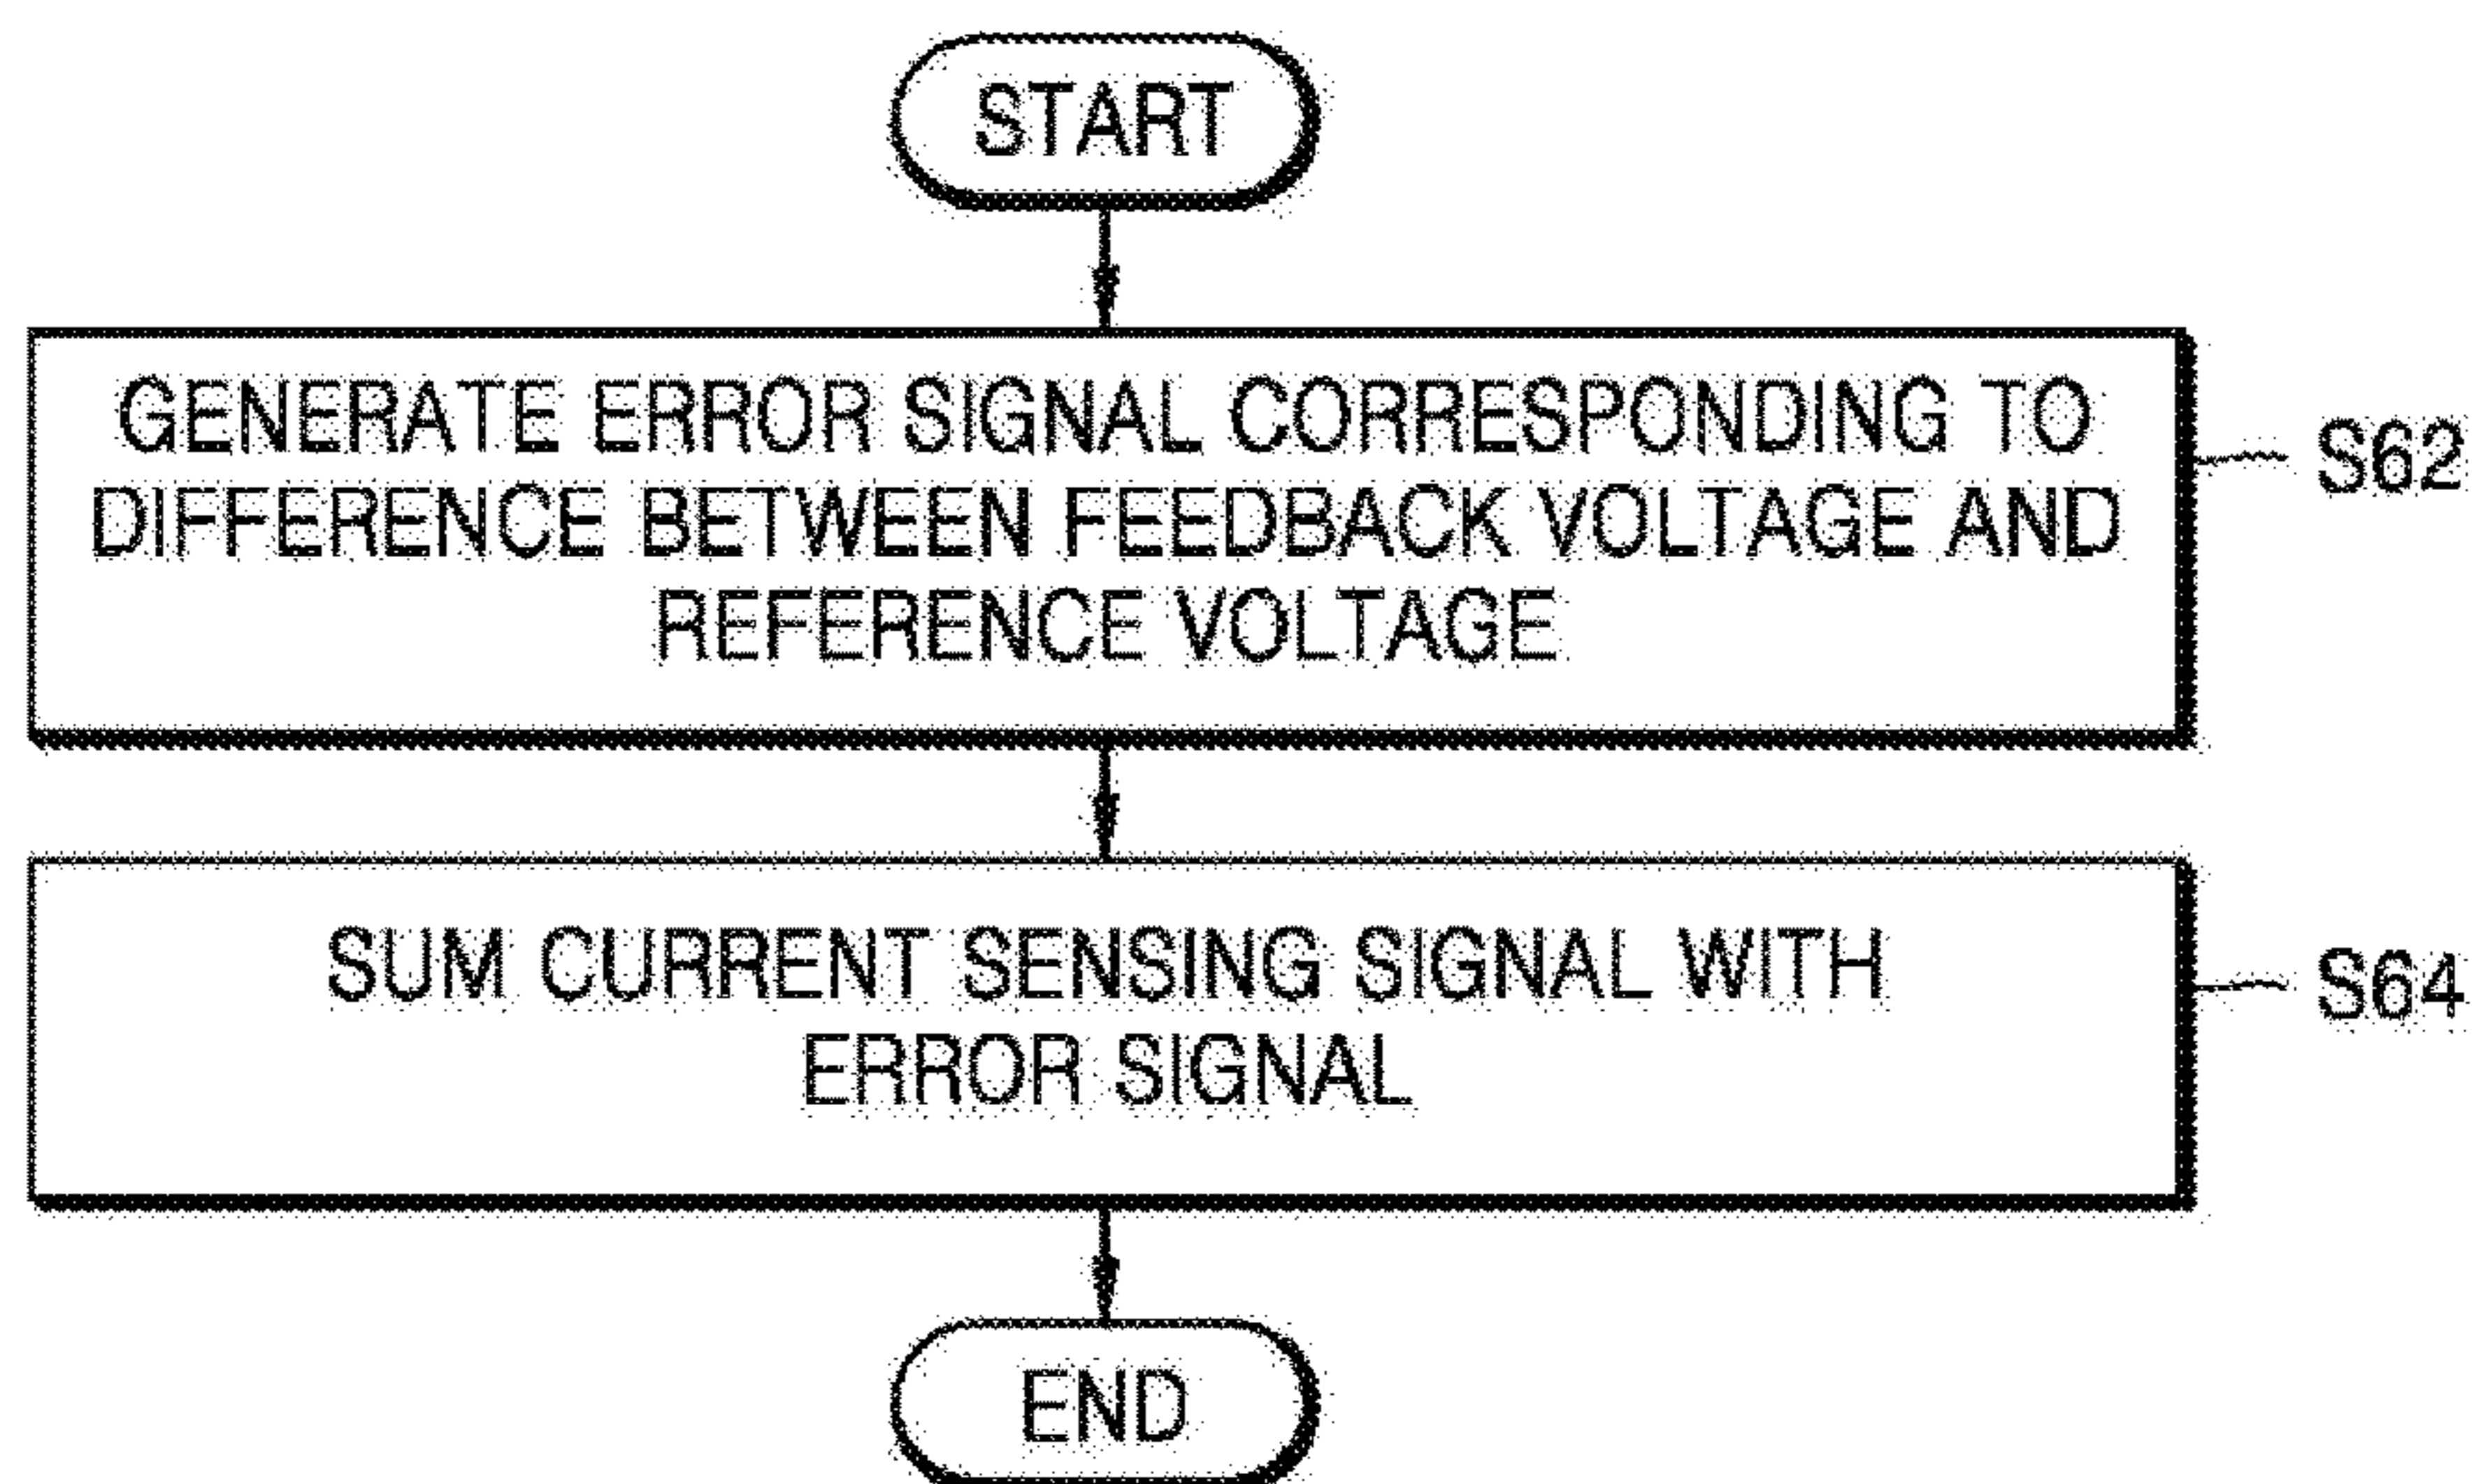 START
GENERATE ERROR SIGNAL CORRESPONDING TO
DIFFERENCE BETWEEN FEEDBACK VOLTAGE AND
REFERENCE VOLTAGE
S62
SUM CURRENT SENSING SIGNAL WITH
ERROR SIGNAL
S64
END